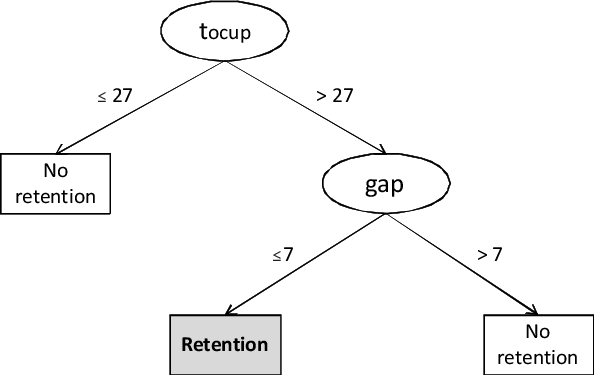 tocup
≤ 27
> 27
No
retention
gap
≤7
> 7
Retention
No
retention